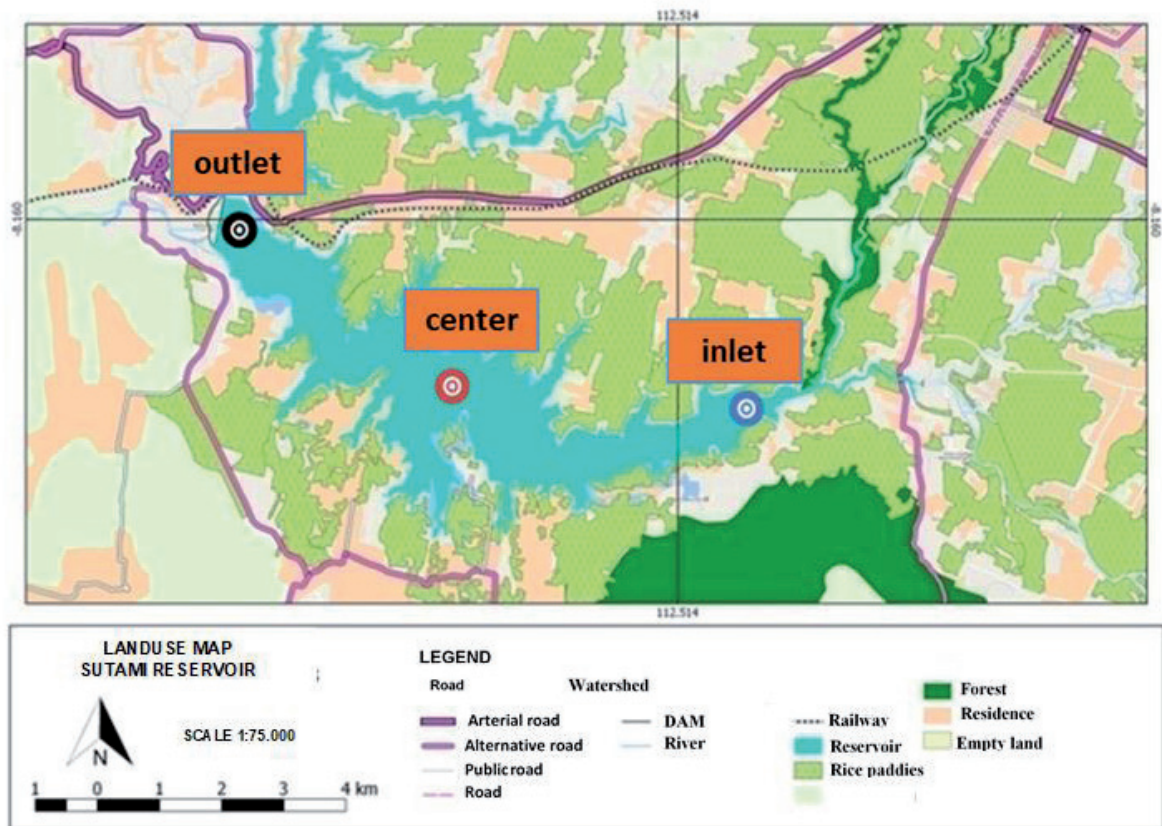 112.514
outlet
-8.160
-8.160
center
inlet
112.514
LANDUSE MAP
SUTAMI RESERVOIR
SCALE 1:75.000
N
1 0 1 2 3 4 km
LEGEND
Road
Arterial road
Alternative road
Public road
Road
Watershed
DAM
River
Railway
Reservoir
Rice paddies
Forest
Residence
Empty land